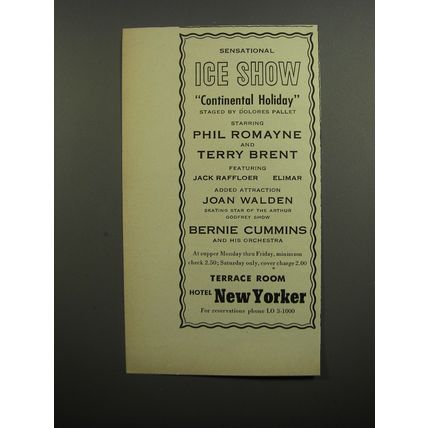 SENSATIONAL
ICE SHOW
"Continental Holiday"
STAGED BY DOLORES PALLET
STARRING
PHIL ROMAYNE
AND
TERRY BRENT
FEATURING
JACK RAFFLOER ELIMAR
ADDED ATTRACTION
JOAN WALDEN
SKATING STAR OF THE ARTHUR
GODFREY SHOW
BERNIE CUMMINS
AND HIS ORCHESTRA
At supper Monday thru Friday, minimum
check 2.50; Saturday only, cover charge 2.00
TERRACE ROOM
HOTEL New Yorker
For reservations phone LO 3-1000